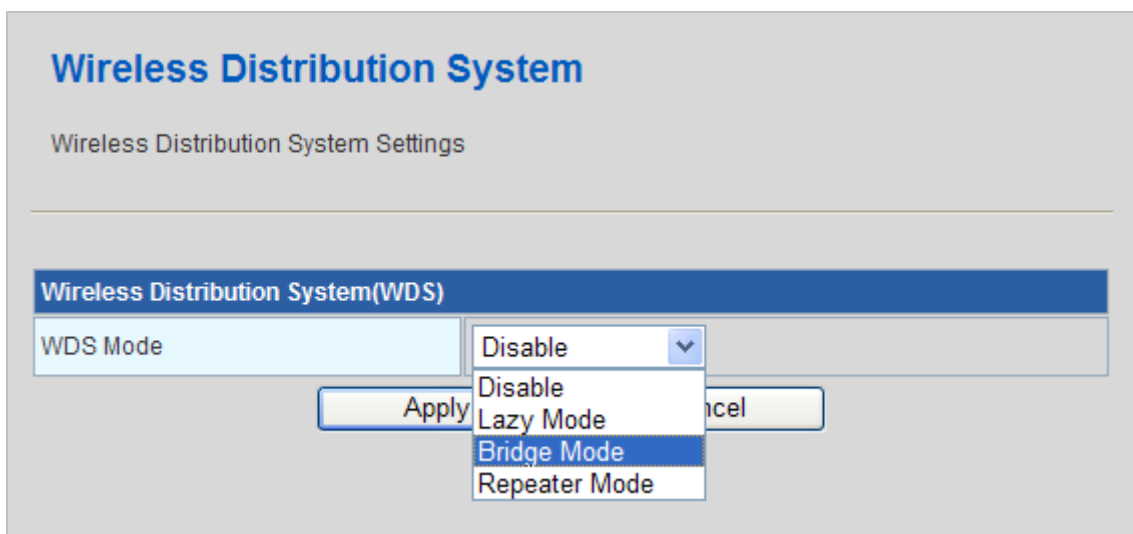 Wireless Distribution System
Wireless Distribution System Settings
Wireless Distribution System(WDS)
WDS Mode
Disable
Disable
Lazy Mode
Bridge Mode
Repeater Mode
Apply
ncel